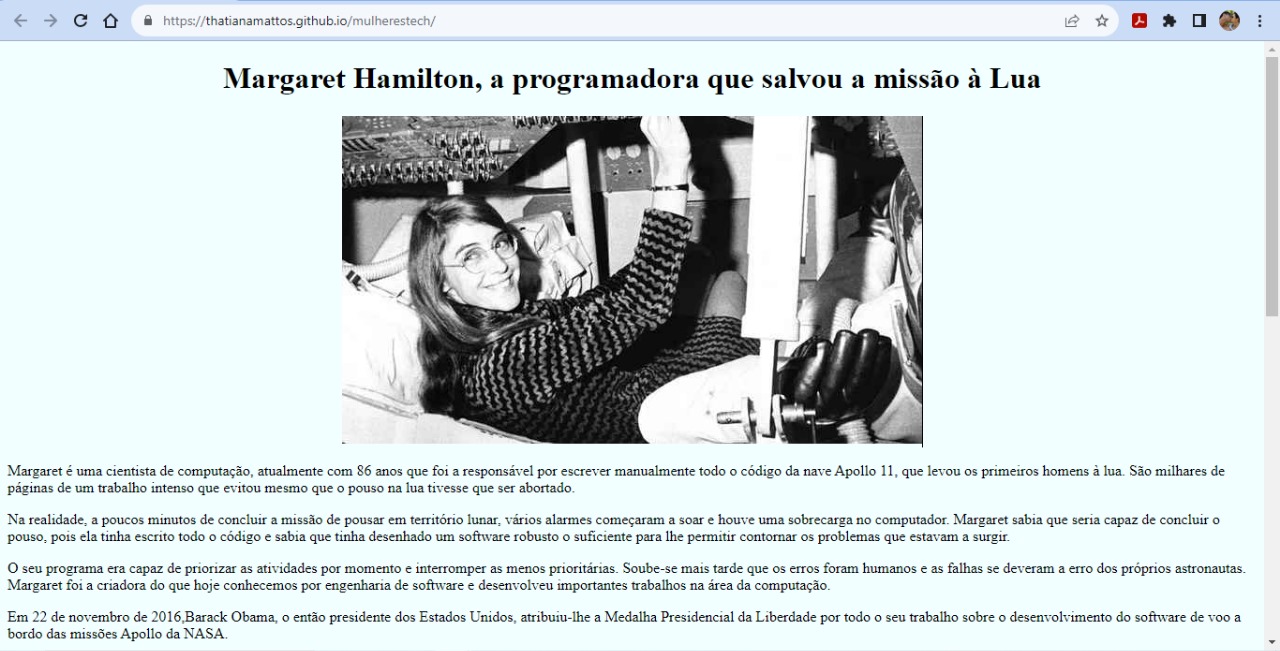 https://thatianamattos.github.io/mulherestech/
Margaret Hamilton, a programadora que salvou a missão à Lua
Margaret é uma cientista de computação, atualmente com 86 anos que foi a responsável por escrever manualmente todo o código da nave Apollo 11, que levou os primeiros homens à lua. São milhares de
páginas de um trabalho intenso que evitou mesmo que o pouso na lua tivesse que ser abortado.
Na realidade, a poucos minutos de concluir a missão de pousar em território lunar, vários alarmes começaram a soar e houve uma sobrecarga no computador. Margaret sabia que seria capaz de concluir o
pouso, pois ela tinha escrito todo o código e sabia que tinha desenhado um software robusto o suficiente para lhe permitir contornar os problemas que estavam a surgir.
O seu programa era capaz de priorizar as atividades por momento e interromper as menos prioritárias. Soube-se mais tarde que os erros foram humanos e as falhas se deveram a erro dos próprios astronautas.
Margaret foi a criadora do que hoje conhecemos por engenharia de software e desenvolveu importantes trabalhos na área da computação.
Em 22 de novembro de 2016,Barack Obama, o então presidente dos Estados Unidos, atribuiu-lhe a Medalha Presidencial da Liberdade por todo o seu trabalho sobre o desenvolvimento do software de voo a
bordo das missões Apollo da NASA.